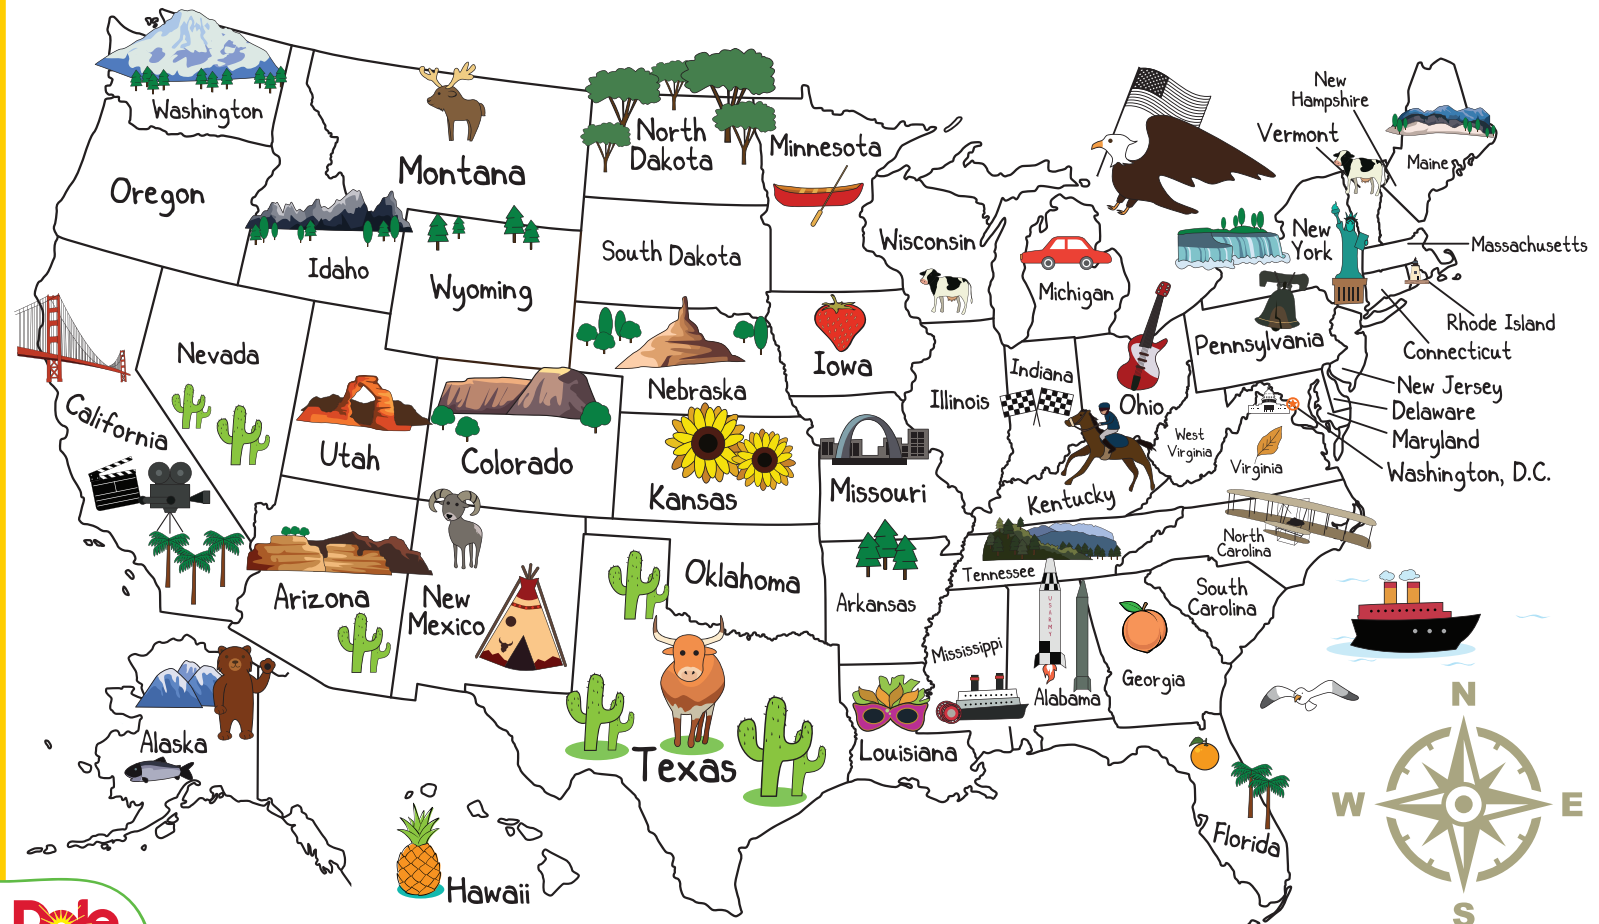 New
Hampshire
Washington
Vermont
North
Dakota
Minnesota
Maine
Montana
Oregon
New
York
Wisconsin
Massachusetts
South Dakota
Idaho
Wyoming
Michigan
Rhode Island
Pennsylvania
Connecticut
Nevada
Iowa
Indiana
Nebraska
New Jersey
Illinois
Ohio
Delaware
California
West
Virginia
Maryland
Utah
Colorado
Virginia
Washington, D.C.
Kansas
Missouri
Kentucky
North
Carolina
Tennessee
Oklahoma
Arizona
New
Mexico
Arkansas
South
Carolina
USARMY
Mississippi
Georgia
Alabama
N
Alaska
Louisiana
Texas
W
E
Florida
Hawaii
Dole
S